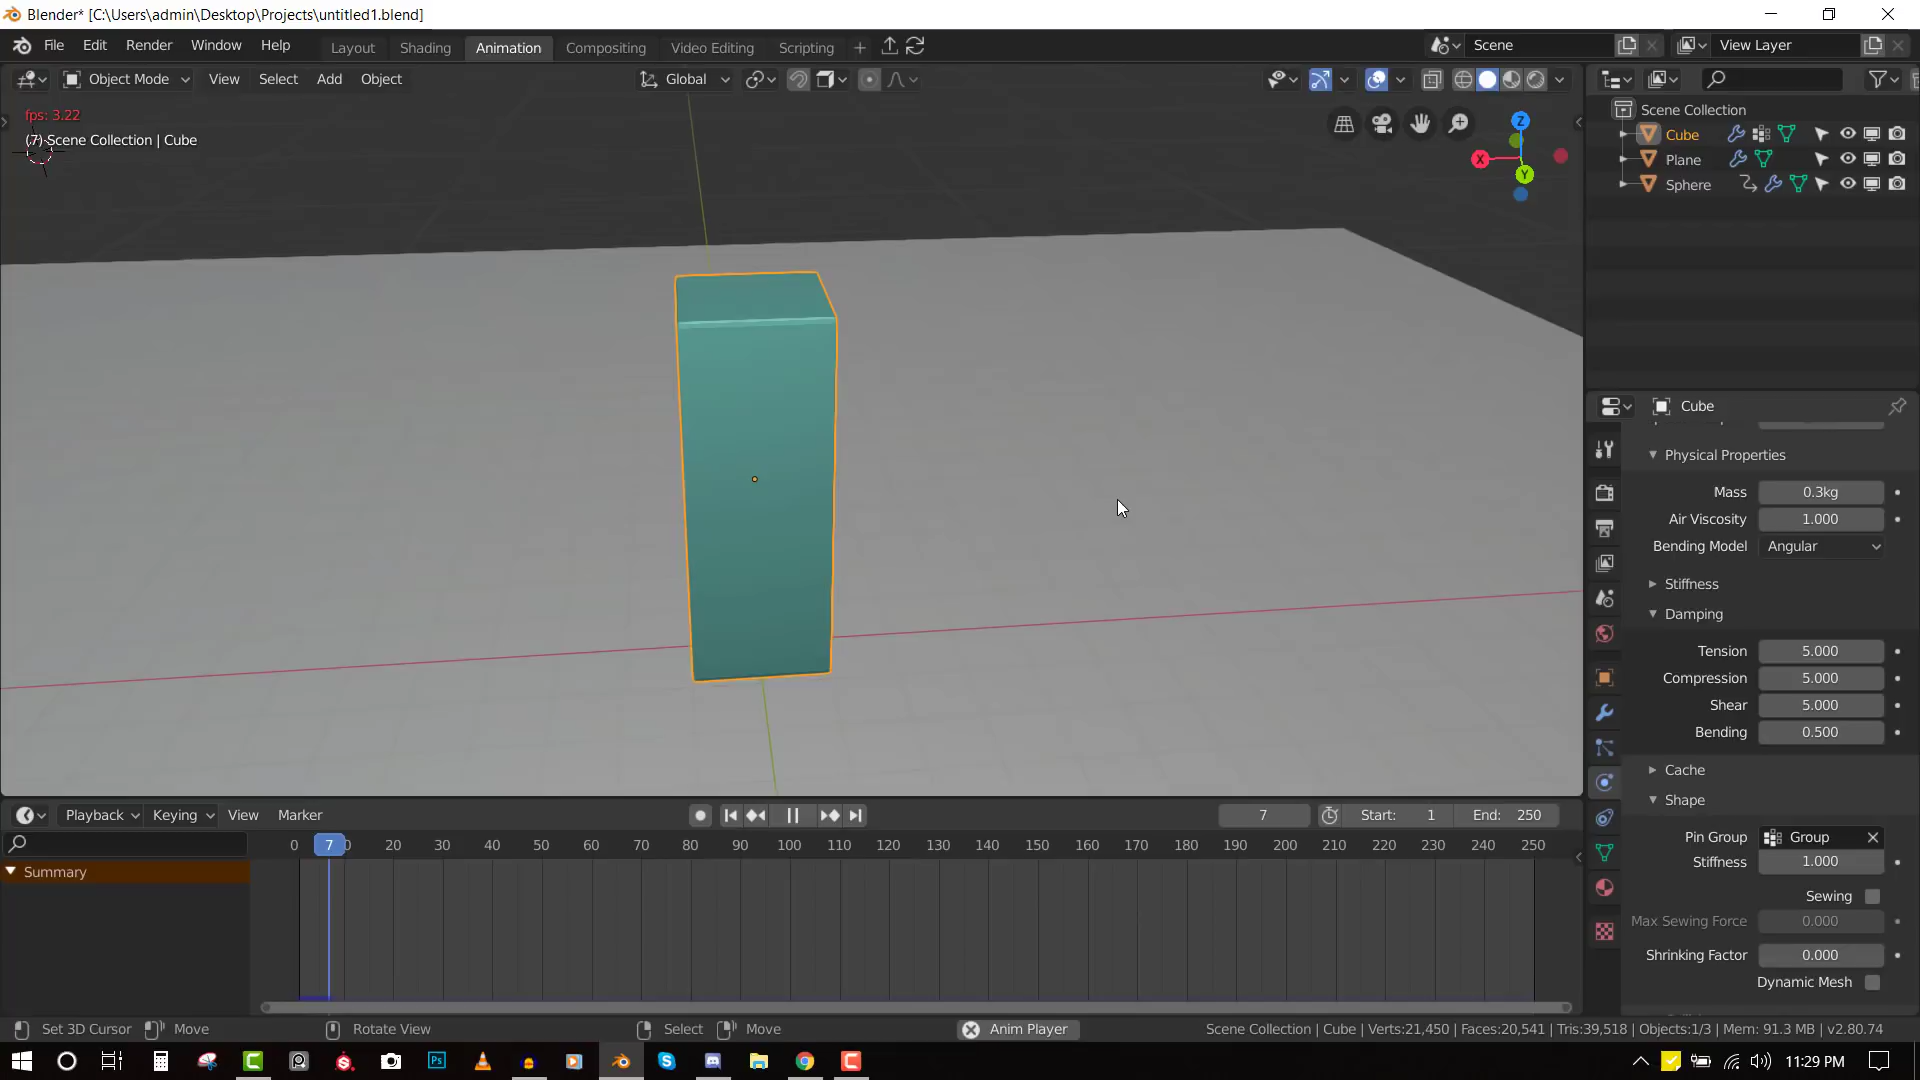 Blender* [C:\Users\admin\Desktop\Projects\untitled1.blend]
File Edit Render Window Help Layout Shading Animation Compositing Video Editing Scripting Scene View Layer
Object Mode View Select Add Object Global
fps: 3.22
(7) Scene Collection | Cube
Z
X
Y
Scene Collection
Cube
Plane
Sphere
Cube
Physical Properties
Mass 0.3kg
Air Viscosity 1.000
Bending Model Angular
Stiffness
Damping
Tension 5.000
Compression 5.000
Shear 5.000
Bending 0.500
Cache
Shape
Pin Group Group
Stiffness 1.000
Sewing
Max Sewing Force 0.000
Shrinking Factor 0.000
Dynamic Mesh
Playback Keying View Marker 7 Start: 1 End: 250
0 7 0 20 30 40 50 60 70 80 90 100 110 120 130 140 150 160 170 180 190 200 210 220 230 240 250
Summary
Set 3D Cursor Move Rotate View Select Move Anim Player Scene Collection | Cube | Verts:21,450 | Faces:20,541 | Tris:39,518 | Objects:1/3 | Mem: 91.3 MB | v2.80.74
Ps S 11:29 PM